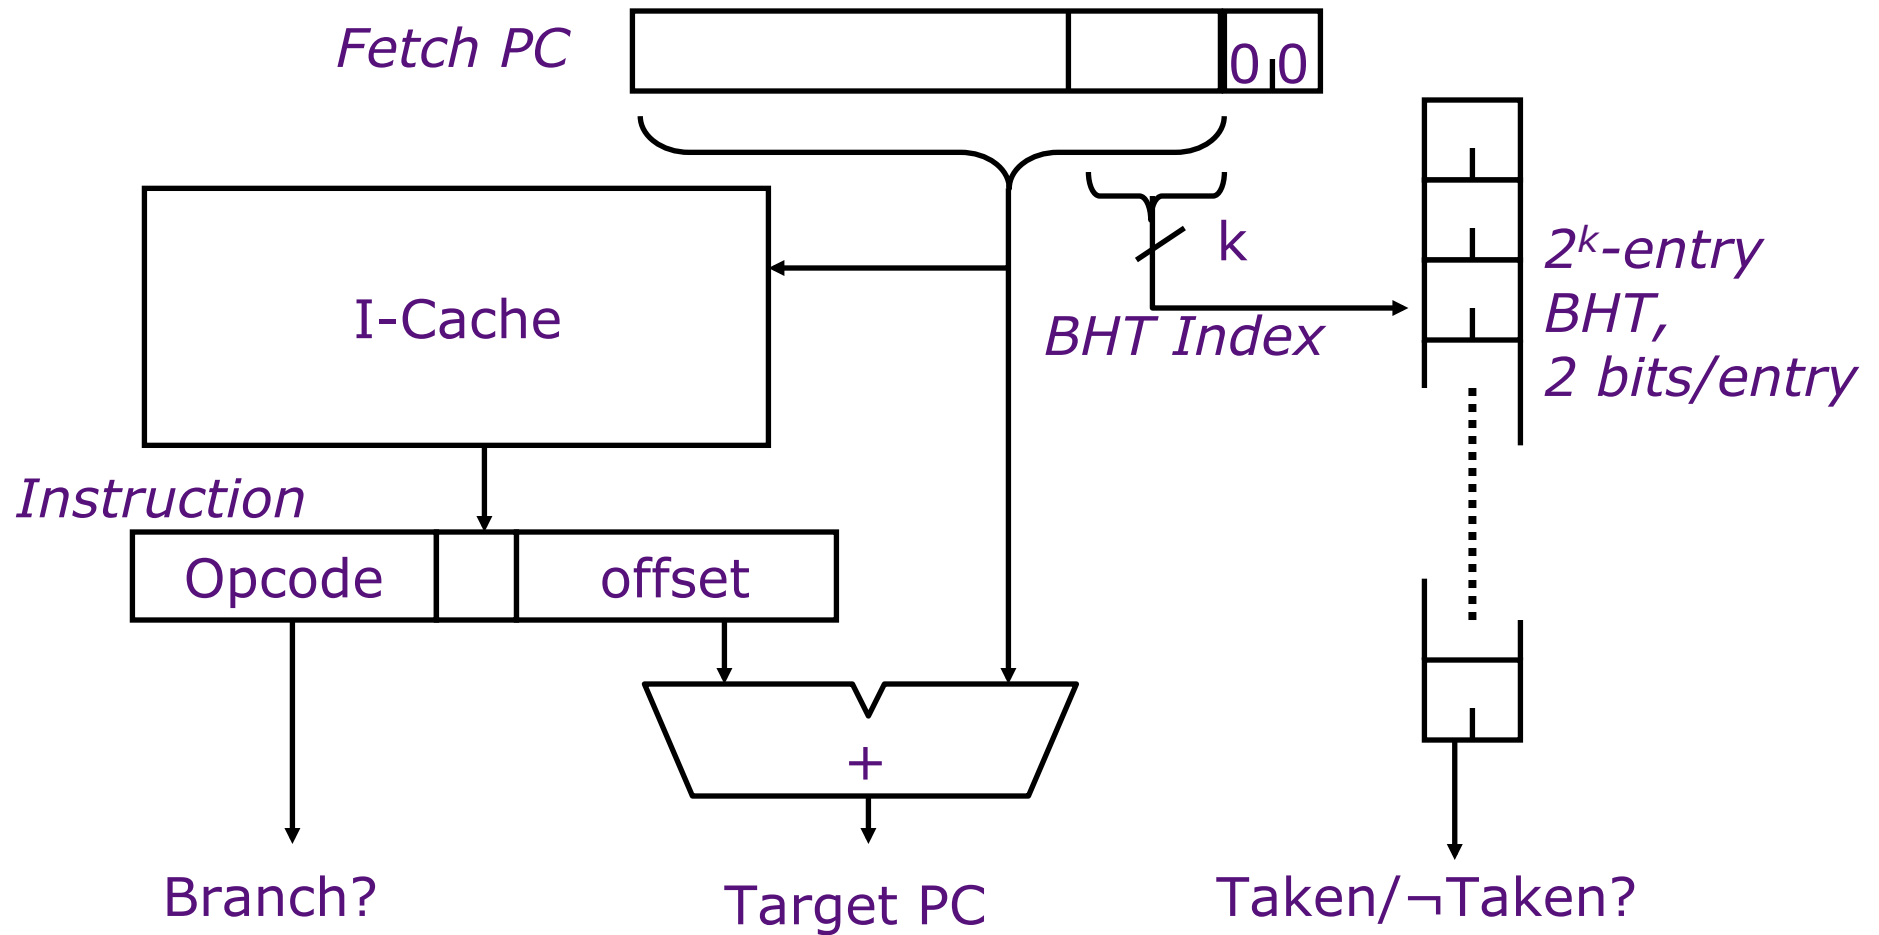 Fetch PC
0 0
k
2ᵏ-entry
BHT,
2 bits/entry
I-Cache
BHT Index
Instruction
Opcode
offset
+
Branch?
Target PC
Taken/¬Taken?